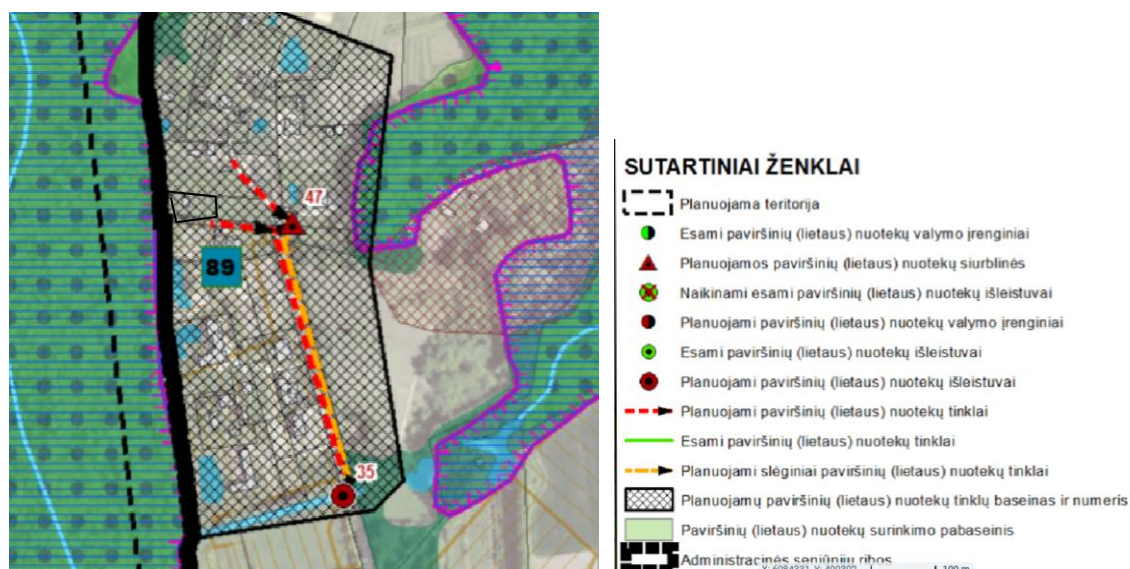 47
89
35
SUTARTINIAI ŽENKLAI
Planuojama teritorija
Esami paviršinių (lietaus) nuotekų valymo įrenginiai
Planuojamos paviršinių (lietaus) nuotekų siurblinės
Naikinami esami paviršinių (lietaus) nuotekų išleistuvai
Planuojami paviršinių (lietaus) nuotekų valymo įrenginiai
Esami paviršinių (lietaus) nuotekų išleistuvai
Planuojami paviršinių (lietaus) nuotekų išleistuvai
Planuojami paviršinių (lietaus) nuotekų tinklai
Esami paviršinių (lietaus) nuotekų tinklai
Planuojami slėginiai paviršinių (lietaus) nuotekų tinklai
Planuojamų paviršinių (lietaus) nuotekų tinklų baseinas ir numeris
Paviršinių (lietaus) nuotekų surinkimo pabaseinis
Administracinės seniūnijų ribos
100 m